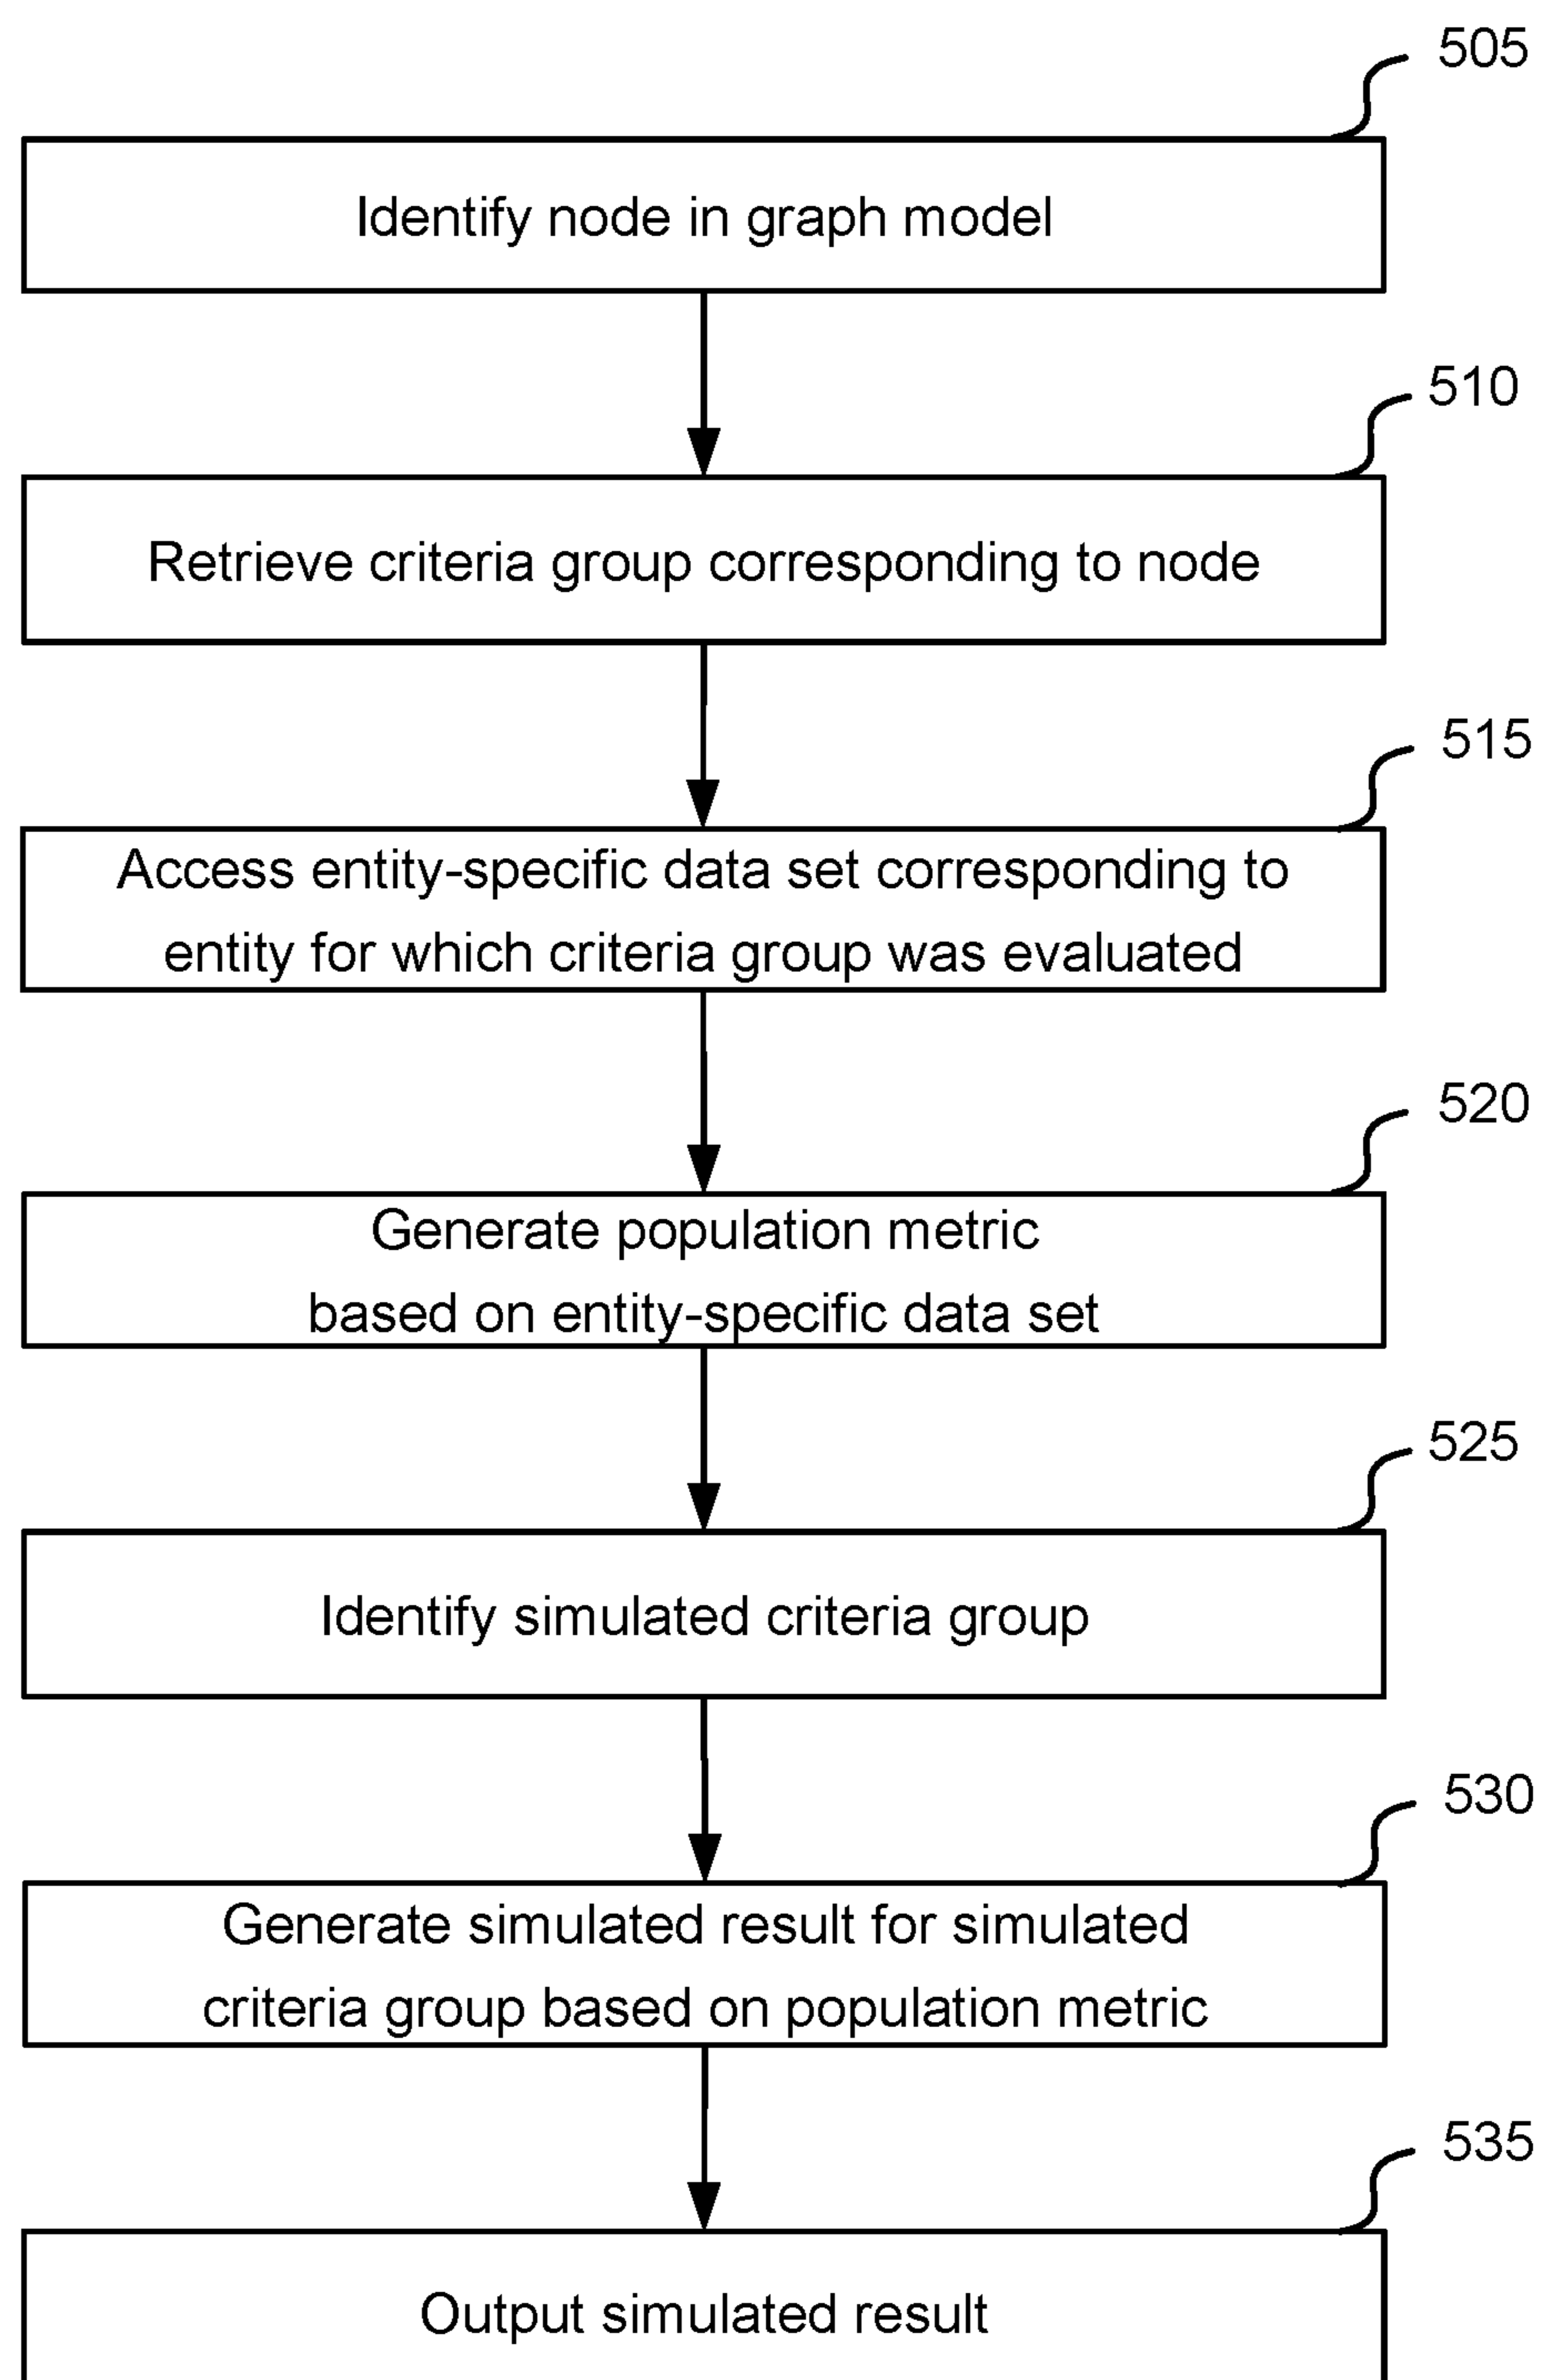 505
Identify node in graph model
510
Retrieve criteria group corresponding to node
515
Access entity-specific data set corresponding to
entity for which criteria group was evaluated
520
Generate population metric
based on entity-specific data set
525
Identify simulated criteria group
530
Generate simulated result for simulated
criteria group based on population metric
535
Output simulated result